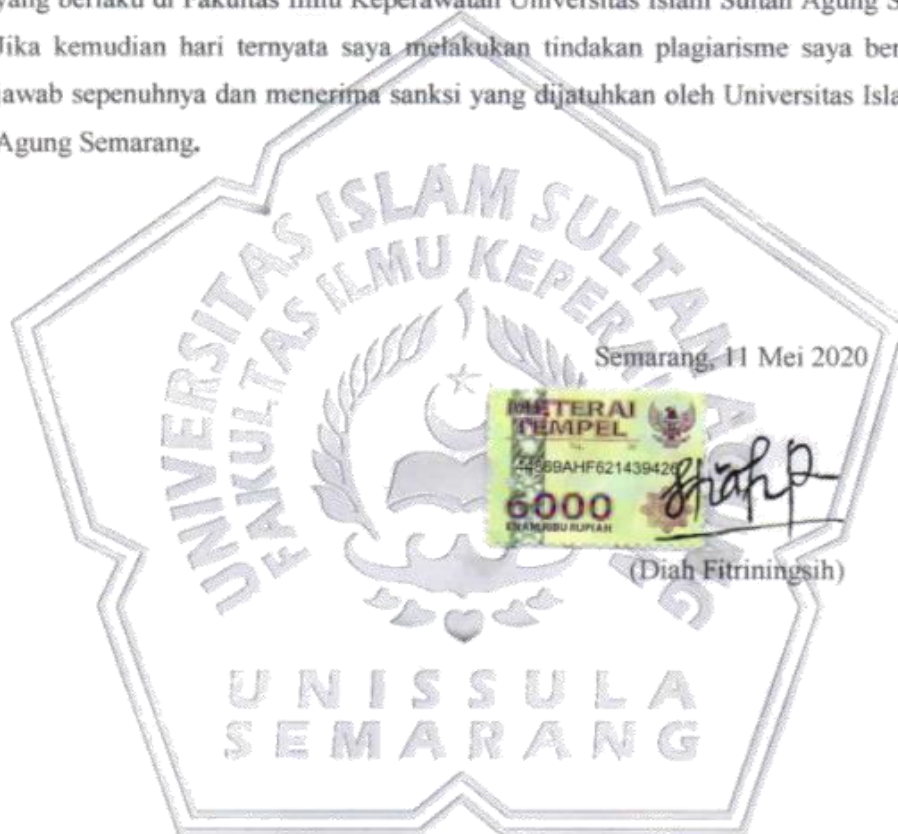 yang berlaku di Fakultas Ilmu Keperawatan Universitas Islam Sultan Agung S
Jika kemudian hari ternyata saya melakukan tindakan plagiarisme saya ber
jawab sepenuhnya dan menerima sanksi yang dijatuhkan oleh Universitas Isla
Agung Semarang.
UNIVERSITAS ISLAM SULTAN AGUNG
FAKULTAS ILMU KEPERAWATAN
Semarang, 11 Mei 2020
METERAI
TEMPEL
6000
ENAM RIBU RUPIAH
(Diah Fitriningsih)
UNISSULA
SEMARANG